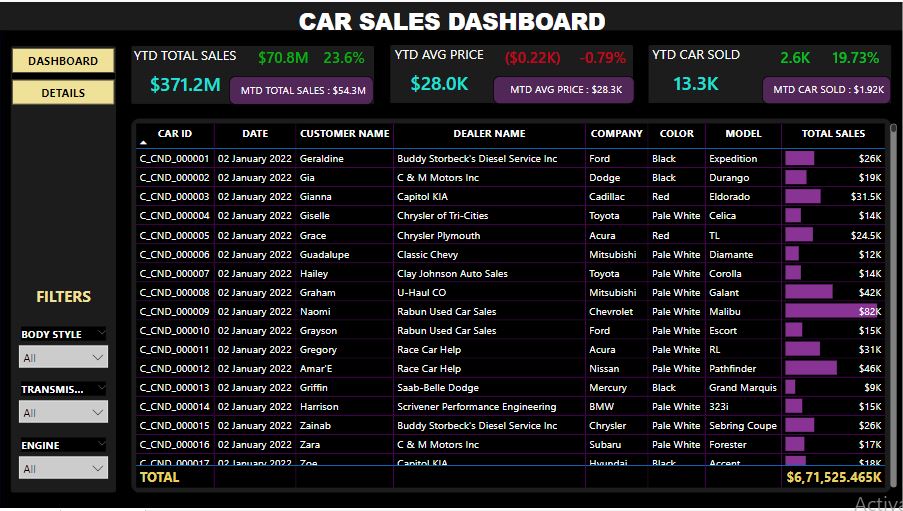 CAR SALES DASHBOARD
DASHBOARD
DETAILS
YTD TOTAL SALES $70.8M 23.6%
$371.2M MTD TOTAL SALES : $54.3M
YTD AVG PRICE ($0.22K) -0.79%
$28.0K MTD AVG PRICE : $28.3K
YTD CAR SOLD 2.6K 19.73%
13.3K MTD CAR SOLD : $1.92K
FILTERS
BODY STYLE
All
TRANSMIS...
All
ENGINE
All
CAR ID DATE CUSTOMER NAME DEALER NAME COMPANY COLOR MODEL TOTAL SALES
C_CND_000001 02 January 2022 Geraldine Buddy Storbeck's Diesel Service Inc Ford Black Expedition $26K
C_CND_000002 02 January 2022 Gia C & M Motors Inc Dodge Black Durango $19K
C_CND_000003 02 January 2022 Gianna Capitol KIA Cadillac Red Eldorado $31.5K
C_CND_000004 02 January 2022 Giselle Chrysler of Tri-Cities Toyota Pale White Celica $14K
C_CND_000005 02 January 2022 Grace Chrysler Plymouth Acura Red TL $24.5K
C_CND_000006 02 January 2022 Guadalupe Classic Chevy Mitsubishi Pale White Diamante $12K
C_CND_000007 02 January 2022 Hailey Clay Johnson Auto Sales Toyota Pale White Corolla $14K
C_CND_000008 02 January 2022 Graham U-Haul CO Mitsubishi Pale White Galant $42K
C_CND_000009 02 January 2022 Naomi Rabun Used Car Sales Chevrolet Pale White Malibu $82K
C_CND_000010 02 January 2022 Grayson Rabun Used Car Sales Ford Pale White Escort $15K
C_CND_000011 02 January 2022 Gregory Race Car Help Acura Pale White RL $31K
C_CND_000012 02 January 2022 Amar'E Race Car Help Nissan Pale White Pathfinder $46K
C_CND_000013 02 January 2022 Griffin Saab-Belle Dodge Mercury Black Grand Marquis $9K
C_CND_000014 02 January 2022 Harrison Scrivener Performance Engineering BMW Pale White 323i $15K
C_CND_000015 02 January 2022 Zainab Buddy Storbeck's Diesel Service Inc Chrysler Pale White Sebring Coupe $26K
C_CND_000016 02 January 2022 Zara C & M Motors Inc Subaru Pale White Forester $17K
C_CND_000017 02 January 2022 Zoe Capitol KIA Hyundai Black Accent $18K
TOTAL $6,71,525.465K
Activa